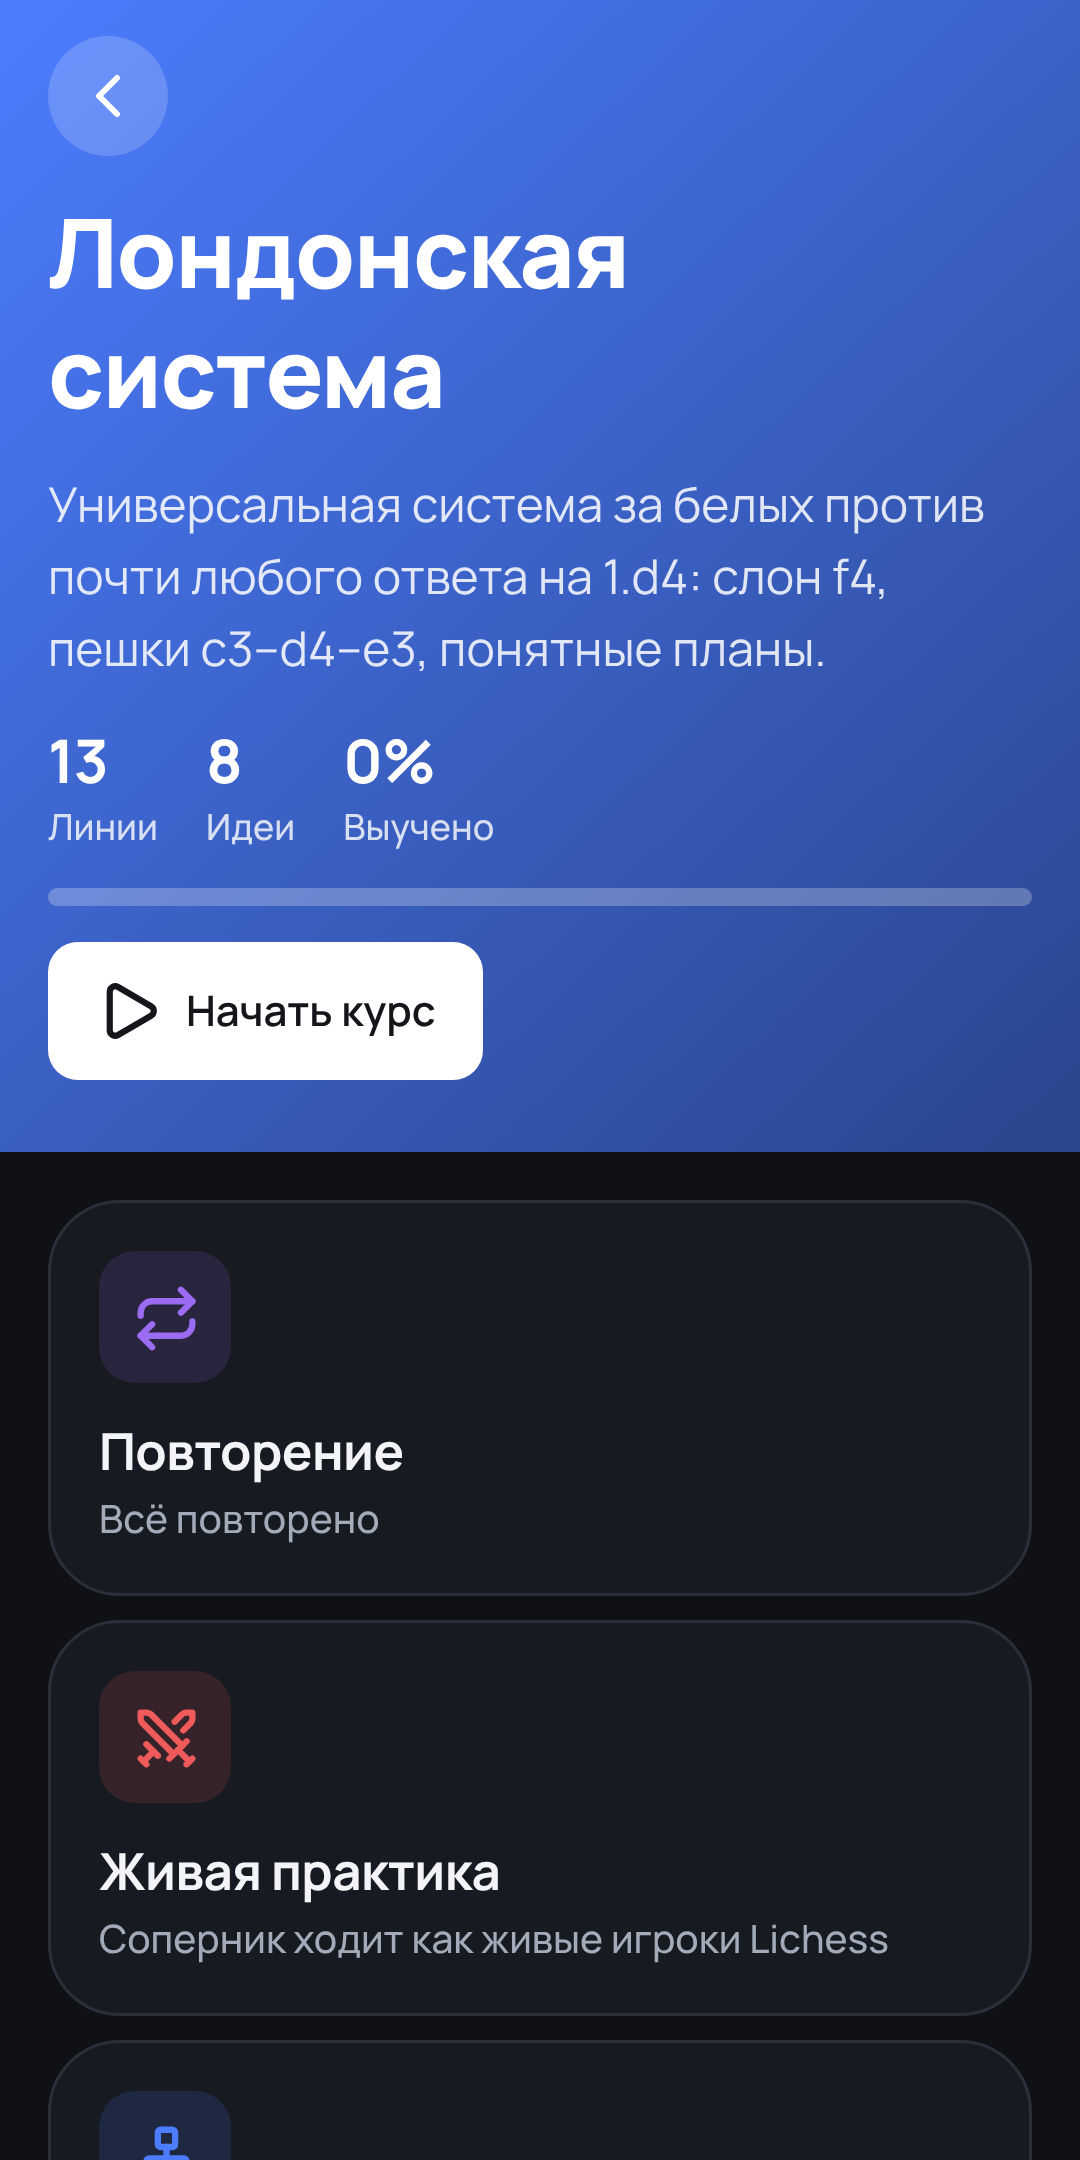 Лондонская
система
Универсальная система за белых против
почти любого ответа на 1.d4: слон f4,
пешки c3–d4–e3, понятные планы.
13 8 0%
Линии Идеи Выучено
Начать курс
Повторение
Всё повторено
Живая практика
Соперник ходит как живые игроки Lichess